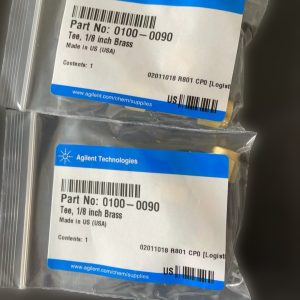 Part No: 0100-0090
Tee, 1/8 inch Brass
Made in US (USA)
Contents: 1
02011018 R801 CP0 [Logist
US
www.agilent.com/chem/supplies
Agilent Technologies
Part No: 0100-0090
Tee, 1/8 inch Brass
Made in US (USA)
Contents: 1
02011018 R801 CP0 [Logist
US
www.agilent.com/chem/supplies